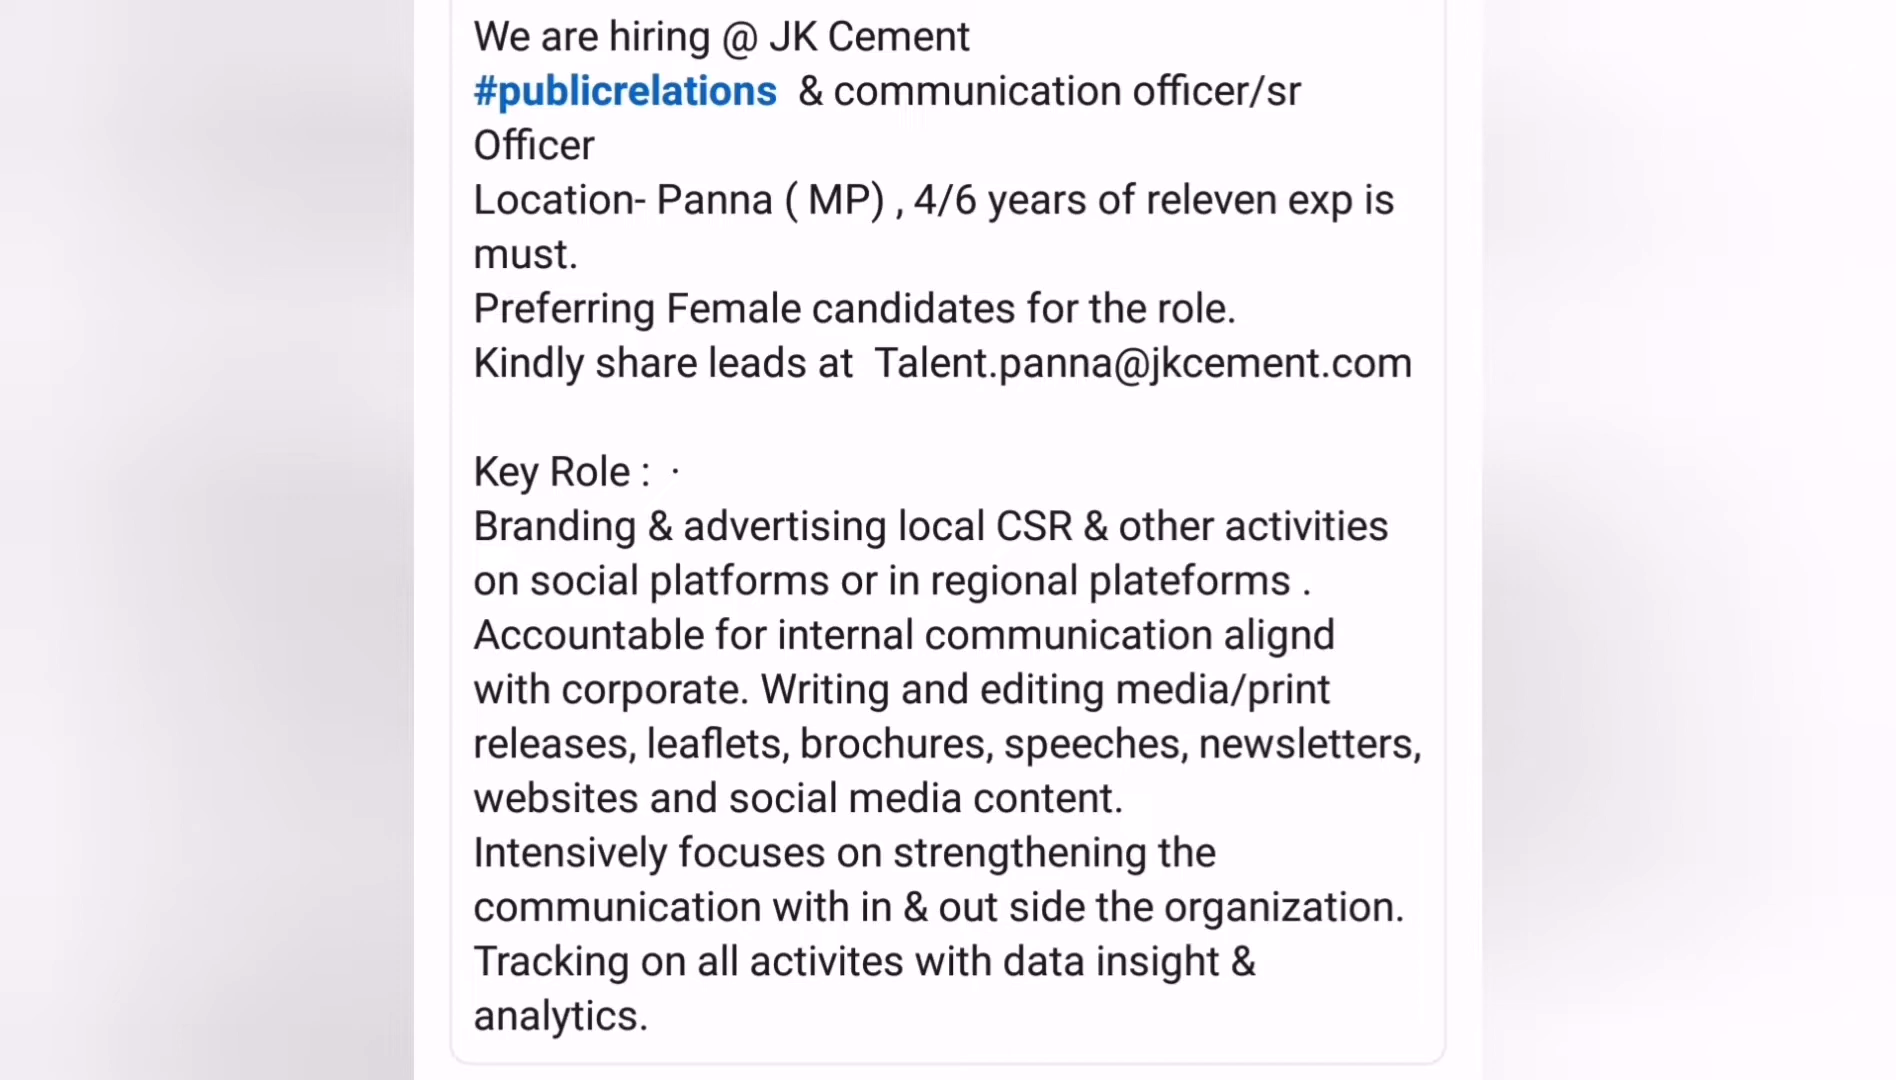 We are hiring @ JK Cement
#publicrelations & communication officer/sr
Officer
Location- Panna ( MP) , 4/6 years of releven exp is
must.
Preferring Female candidates for the role.
Kindly share leads at Talent.panna@jkcement.com
Key Role : ·
Branding & advertising local CSR & other activities
on social platforms or in regional plateforms .
Accountable for internal communication alignd
with corporate. Writing and editing media/print
releases, leaflets, brochures, speeches, newsletters,
websites and social media content.
Intensively focuses on strengthening the
communication with in & out side the organization.
Tracking on all activites with data insight &
analytics.